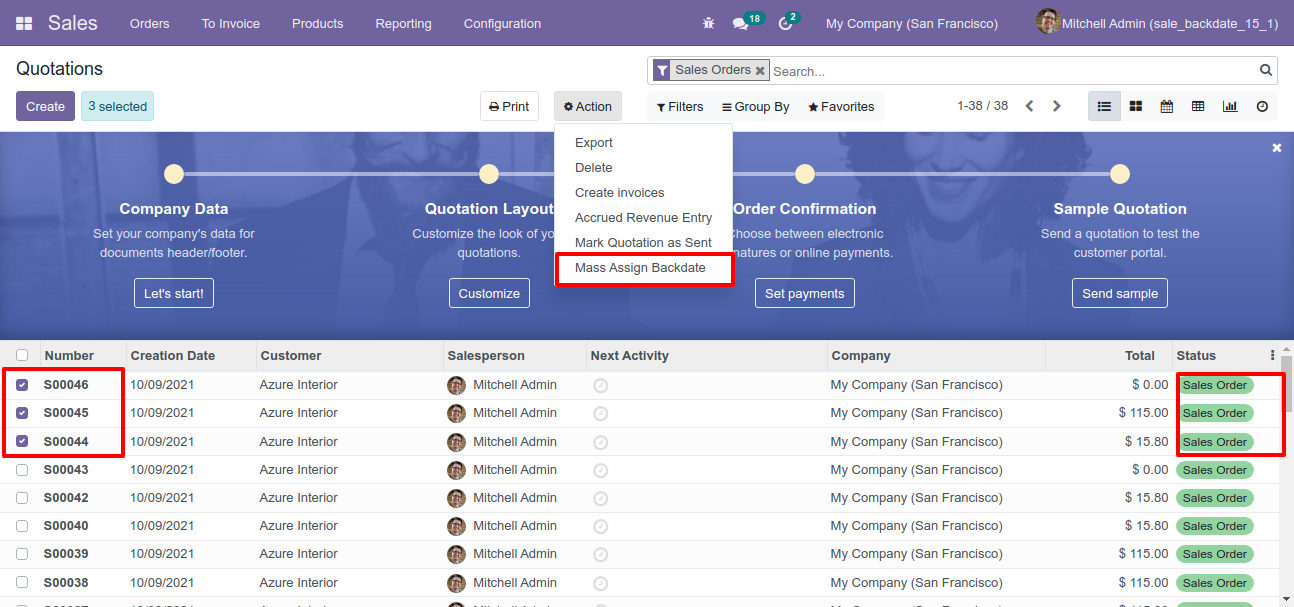 Sales Orders To Invoice Products Reporting Configuration 18 2 My Company (San Francisco) Mitchell Admin (sale_backdate_15_1)
Quotations
Sales Orders Search...
Create 3 selected Print Action Filters Group By Favorites 1-38 / 38
Export
Delete
Create invoices
Accrued Revenue Entry
Mark Quotation as Sent
Mass Assign Backdate
Company Data
Set your company's data for
documents header/footer.
Let's start!
Quotation Layout
Customize the look of
quotations.
Customize
Order Confirmation
Choose between electronic
or online payments.
Set payments
Sample Quotation
Send a quotation to test the
customer portal.
Send sample
Number Creation Date Customer Salesperson Next Activity Company Total Status
S00046 10/09/2021 Azure Interior Mitchell Admin My Company (San Francisco) $ 0.00 Sales Order
S00045 10/09/2021 Azure Interior Mitchell Admin My Company (San Francisco) $ 115.00 Sales Order
S00044 10/09/2021 Azure Interior Mitchell Admin My Company (San Francisco) $ 15.80 Sales Order
S00043 10/09/2021 Azure Interior Mitchell Admin My Company (San Francisco) $ 0.00 Sales Order
S00042 10/09/2021 Azure Interior Mitchell Admin My Company (San Francisco) $ 15.80 Sales Order
S00040 10/09/2021 Azure Interior Mitchell Admin My Company (San Francisco) $ 15.80 Sales Order
S00039 10/09/2021 Azure Interior Mitchell Admin My Company (San Francisco) $ 115.00 Sales Order
S00038 10/09/2021 Azure Interior Mitchell Admin My Company (San Francisco) $ 115.00 Sales Order